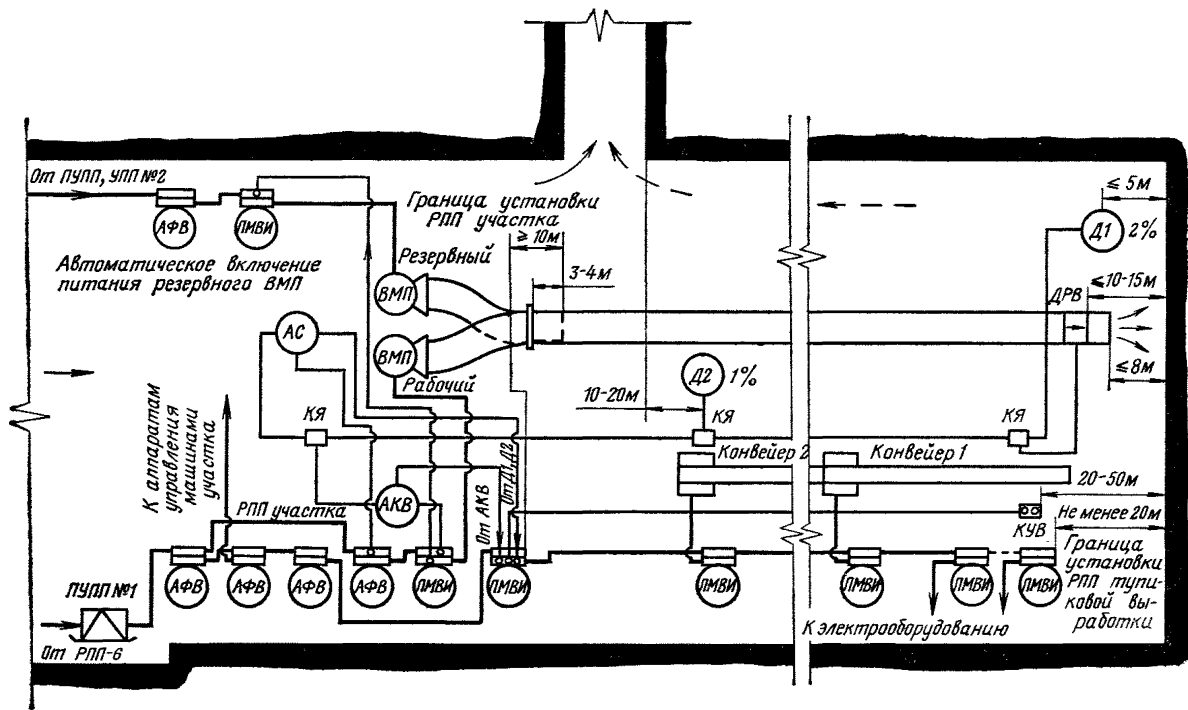 От ПУПП, УПП №2
АФВ
ПМВИ
Автоматическое включение
питания резервного ВМП
Граница установки
РПП участка
≥ 10м
Резервный
ВМП
3-4м
ВМП
Рабочий
АС
≤ 5м
Д1
2%
ДРВ
≤10-15м
≤8м
Д2
1%
10-20м
КЯ
КЯ
КЯ
Конвейер 2
Конвейер 1
20-50м
КУВ
Не менее 20м
Граница
установки
РПП тупи-
ковой вы-
работки
К аппаратам
управления
машинами
участка
РПП участка
АКВ
От АКВ
От Д1, Д2
ПУПП №1
От РПП-6
АФВ
АФВ
АФВ
АФВ
ПМВИ
ПМВИ
ПМВИ
ПМВИ
ПМВИ
ПМВИ
К электрооборудованию